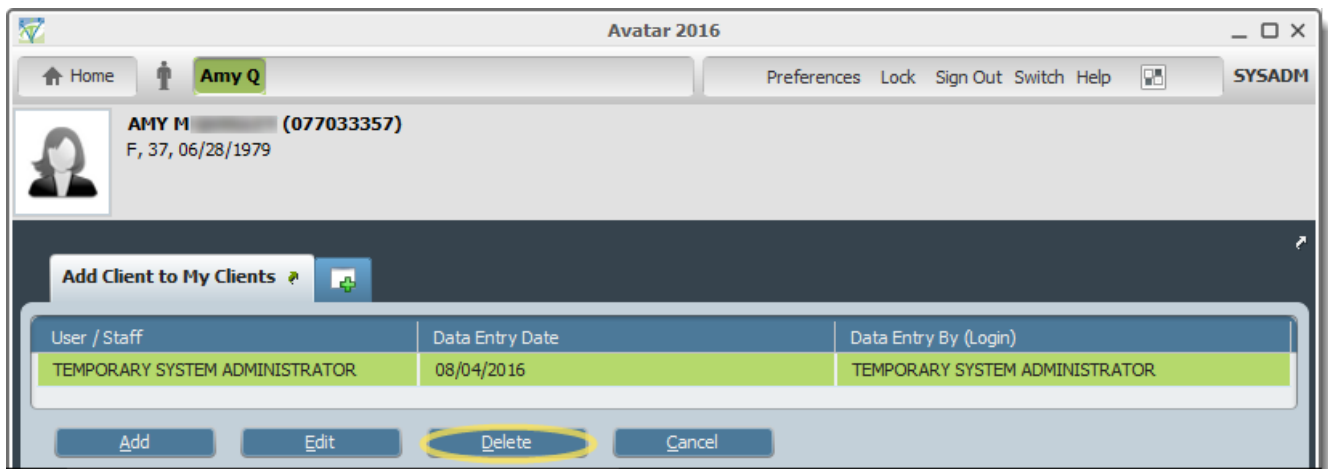 Avatar 2016
Home Amy Q Preferences Lock Sign Out Switch Help SYSADM
AMY M (077033357)
F, 37, 06/28/1979
Add Client to My Clients
User / Staff Data Entry Date Data Entry By (Login)
TEMPORARY SYSTEM ADMINISTRATOR 08/04/2016 TEMPORARY SYSTEM ADMINISTRATOR
Add Edit Delete Cancel